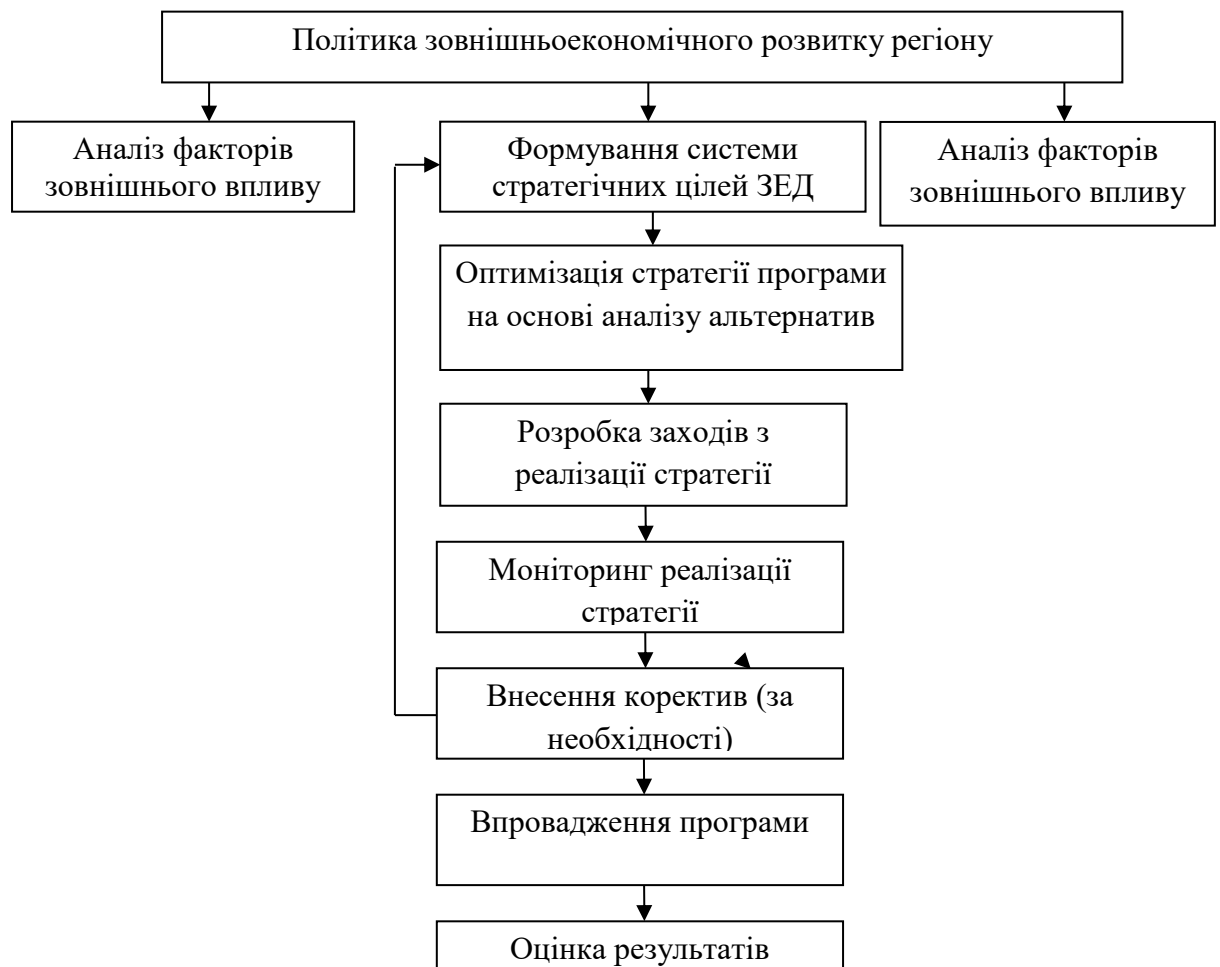 Політика зовнішньоекономічного розвитку регіону
Аналіз факторів
зовнішнього впливу
Формування системи
стратегічних цілей ЗЕД
Аналіз факторів
зовнішнього впливу
Оптимізація стратегії програми
на основі аналізу альтернатив
Розробка заходів з
реалізації стратегії
Моніторинг реалізації
стратегії
Внесення коректив (за
необхідності)
Впровадження програми
Оцінка результатів